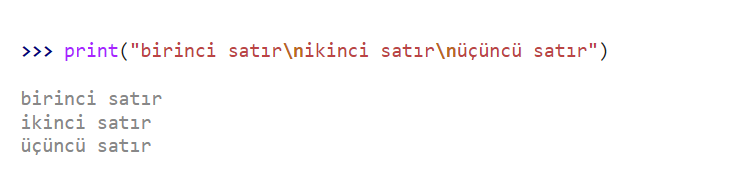 >>> print("birinci satır\nikinci satır\nüçüncü satır")
birinci satır
ikinci satır
üçüncü satır